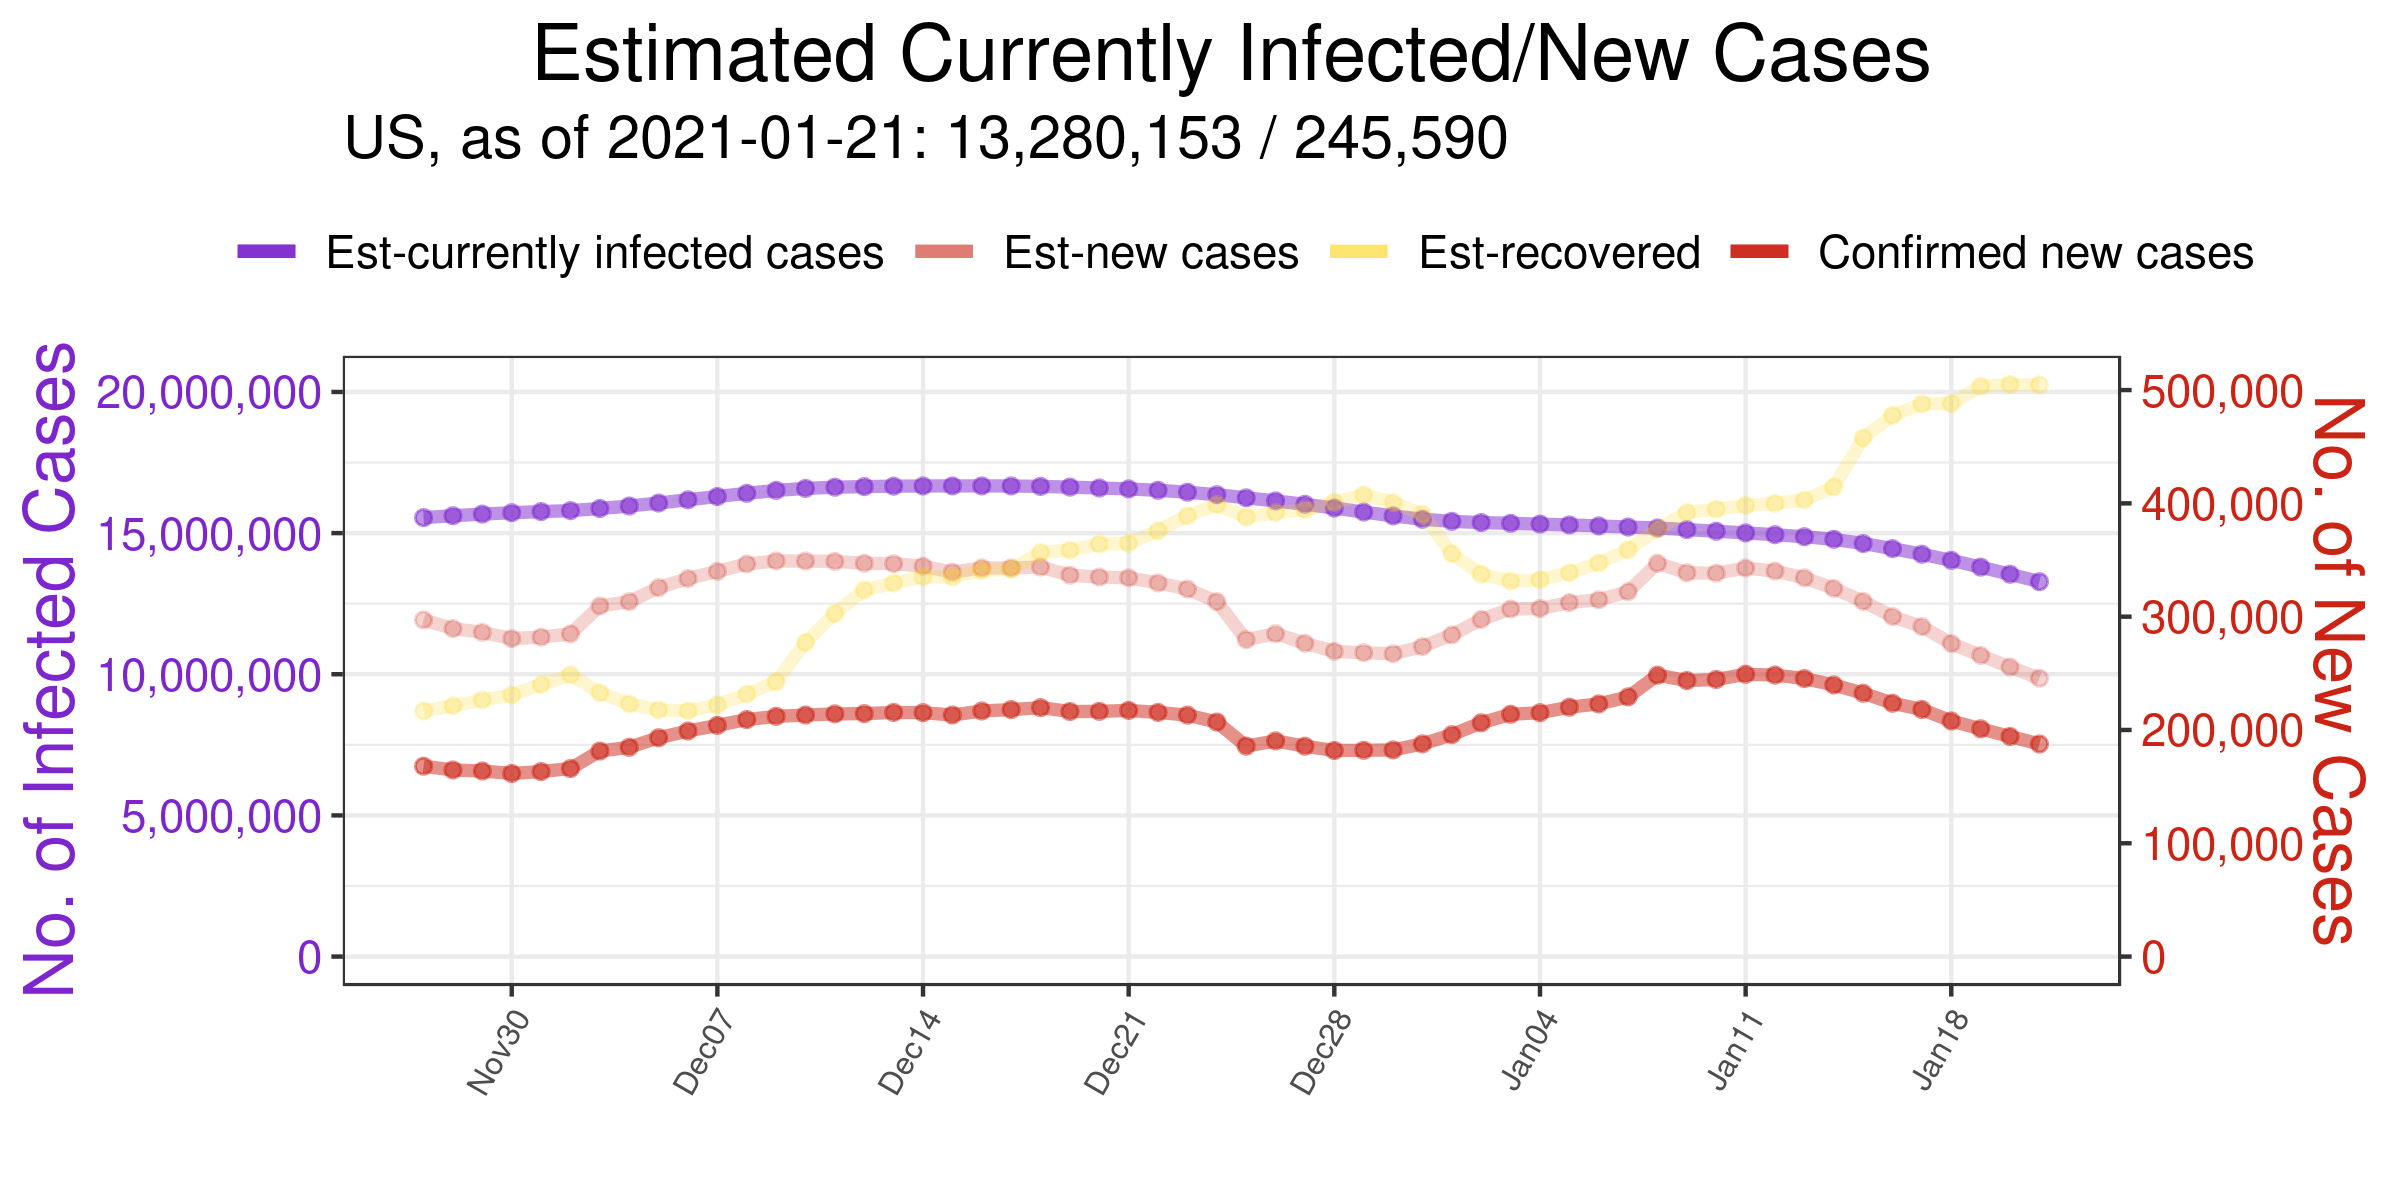 Estimated Currently Infected/New Cases
US, as of 2021-01-21: 13,280,153 / 245,590
Est-currently infected cases Est-new cases Est-recovered Confirmed new cases
No. of Infected Cases
20,000,000
15,000,000
10,000,000
5,000,000
0
500,000
400,000
300,000
200,000
100,000
0
No. of New Cases
Nov30 Dec07 Dec14 Dec21 Dec28 Jan04 Jan11 Jan18